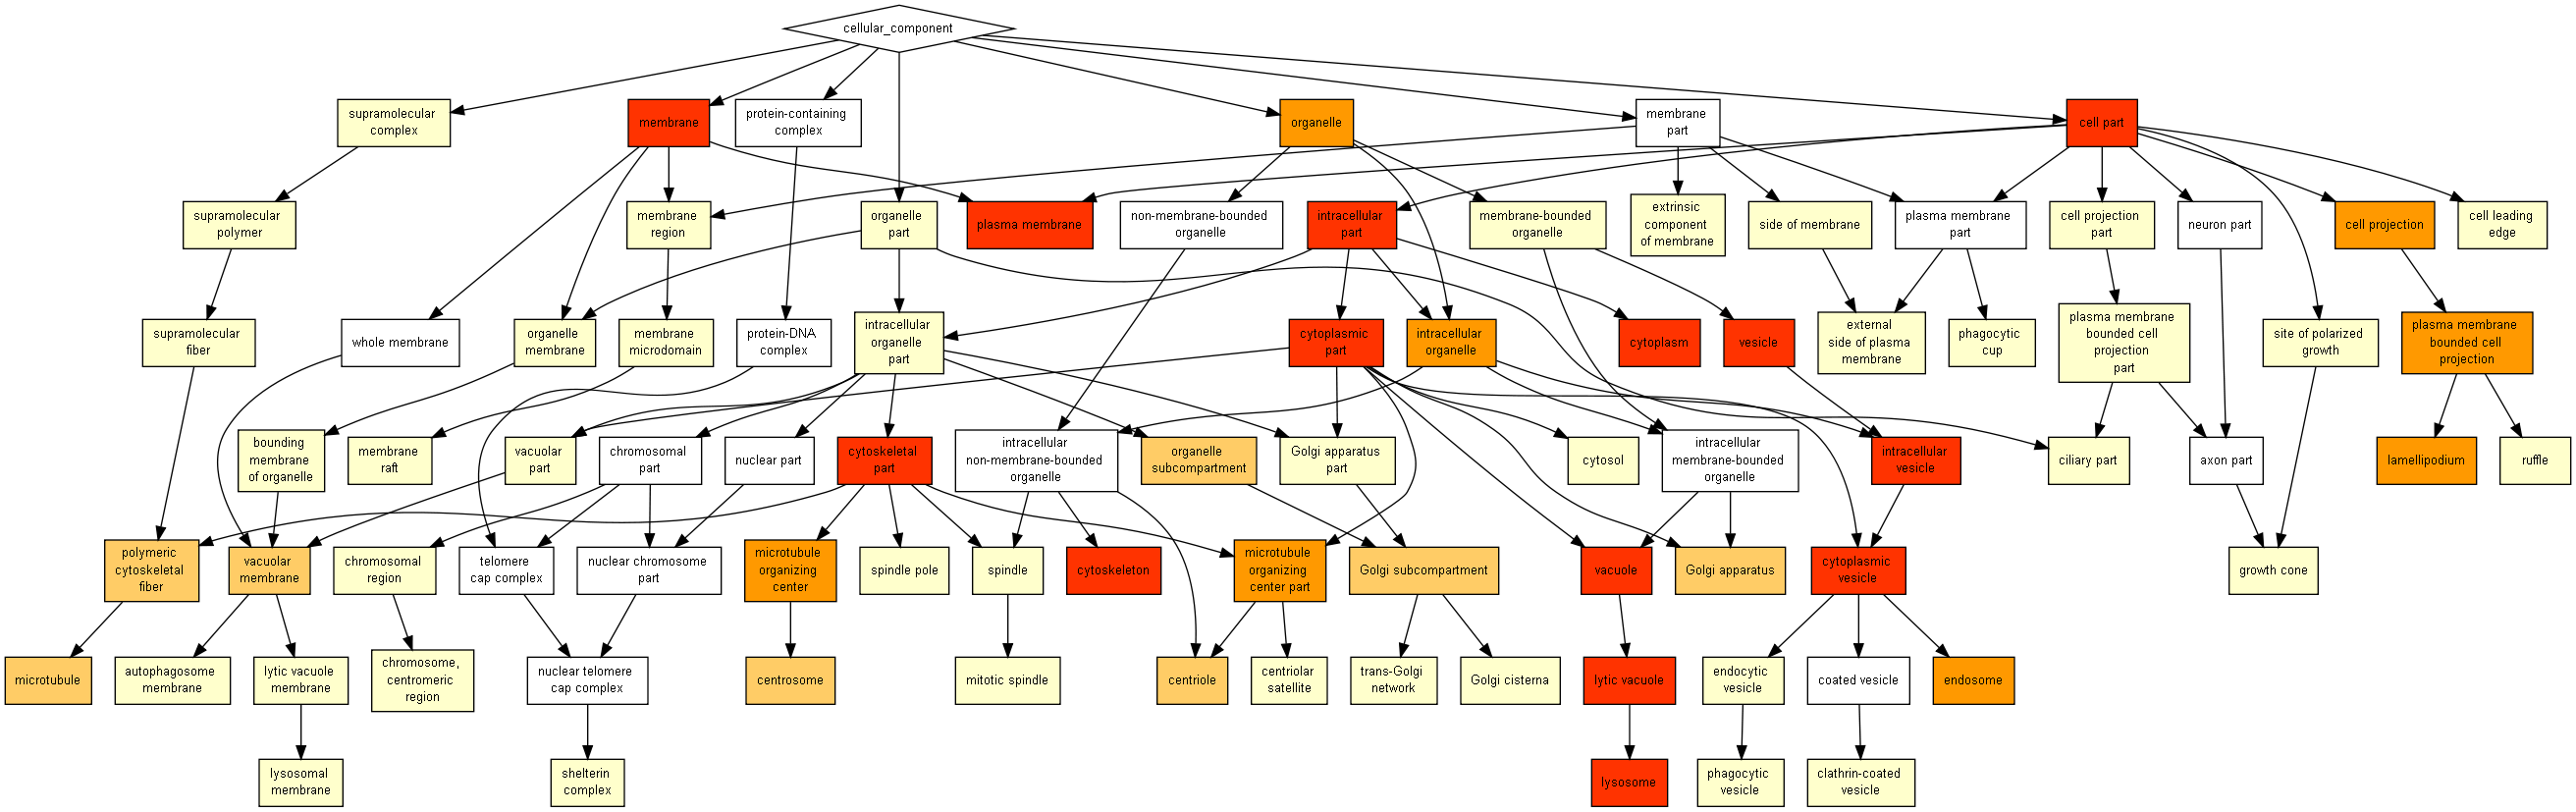 cellular_component
supramolecular
complex
membrane
protein-containing
complex
organelle
membrane
part
cell part
supramolecular
polymer
membrane
region
organelle
part
plasma membrane
non-membrane-bounded
organelle
intracellular
part
membrane-bounded
organelle
extrinsic
component
of membrane
side of membrane
plasma membrane
part
cell projection
part
neuron part
cell projection
cell leading
edge
supramolecular
fiber
whole membrane
organelle
membrane
membrane
microdomain
protein-DNA
complex
intracellular
organelle
part
cytoplasmic
part
intracellular
organelle
cytoplasm
vesicle
external
side of plasma
membrane
phagocytic
cup
plasma membrane
bounded cell
projection
part
site of polarized
growth
plasma membrane
bounded cell
projection
bounding
membrane
of organelle
membrane
raft
vacuolar
part
chromosomal
part
nuclear part
cytoskeletal
part
intracellular
non-membrane-bounded
organelle
organelle
subcompartment
Golgi apparatus
part
cytosol
intracellular
membrane-bounded
organelle
intracellular
vesicle
ciliary part
axon part
lamellipodium
ruffle
polymeric
cytoskeletal
fiber
vacuolar
membrane
chromosomal
region
telomere
cap complex
nuclear chromosome
part
microtubule
organizing
center
spindle pole
spindle
cytoskeleton
microtubule
organizing
center part
Golgi subcompartment
vacuole
Golgi apparatus
cytoplasmic
vesicle
growth cone
microtubule
autophagosome
membrane
lytic vacuole
membrane
chromosome,
centromeric
region
nuclear telomere
cap complex
centrosome
mitotic spindle
centriole
centriolar
satellite
trans-Golgi
network
Golgi cisterna
lytic vacuole
endocytic
vesicle
coated vesicle
endosome
lysosomal
membrane
shelterin
complex
lysosome
phagocytic
vesicle
clathrin-coated
vesicle